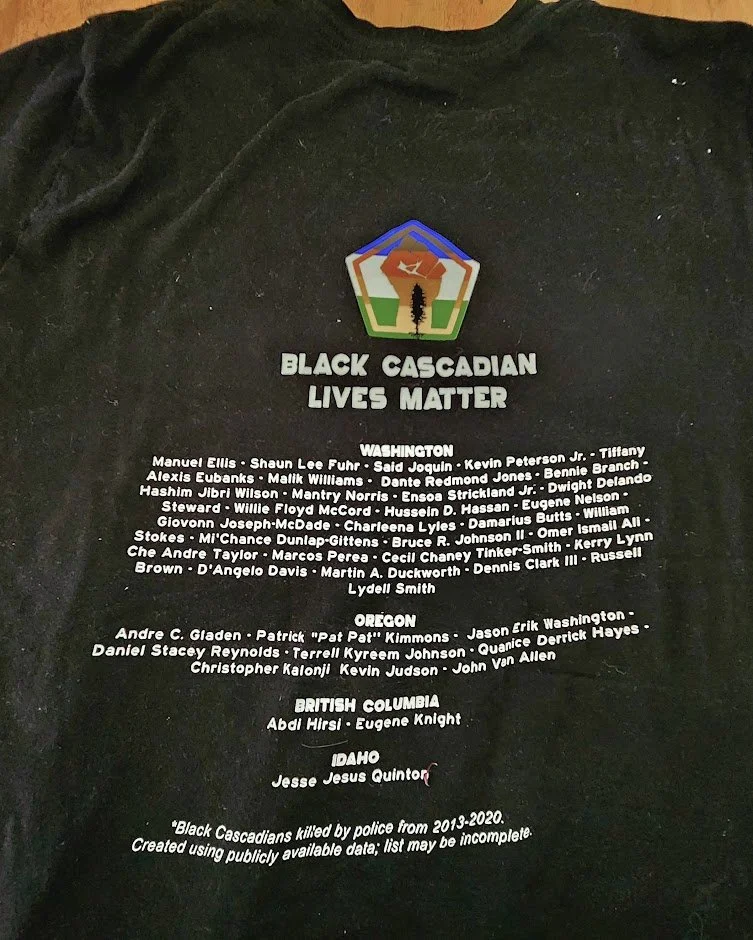 BLACK CASCADIAN
LIVES MATTER
WASHINGTON
Manuel Ellis - Shaun Lee Fuhr - Said Joquin - Kevin Peterson Jr. - Tiffany
Alexis Eubanks - Malik Williams - Dante Redmond Jones - Bennie Branch -
Hashim Jibri Wilson - Mantry Norris - Ensoa Strickland Jr. - Dwight Delando
Steward - Willie Floyd McCord - Hussein D. Hassan - Eugene Nelson -
Giovonn Joseph-McDade - Charleena Lyles - Damarius Butts - William
Stokes - Mi'Chance Dunlap-Gittens - Bruce R. Johnson II - Omer Ismail Ali -
Che Andre Taylor - Marcos Perea - Cecil Chaney Tinker-Smith - Kerry Lynn
Brown - D'Angelo Davis - Martin A. Duckworth - Dennis Clark III - Russell
Lydell Smith
OREGON
Andre C. Gladen - Patrick "Pat Pat" Kimmons - Jason Erik Washington -
Daniel Stacey Reynolds - Terrell Kyreem Johnson - Quanice Derrick Hayes -
Christopher Kalonji Kevin Judson - John Van Allen
BRITISH COLUMBIA
Abdi Hirsi - Eugene Knight
IDAHO
Jesse Jesus Quinton
*Black Cascadians killed by police from 2013-2020.
Created using publicly available data; list may be incomplete.